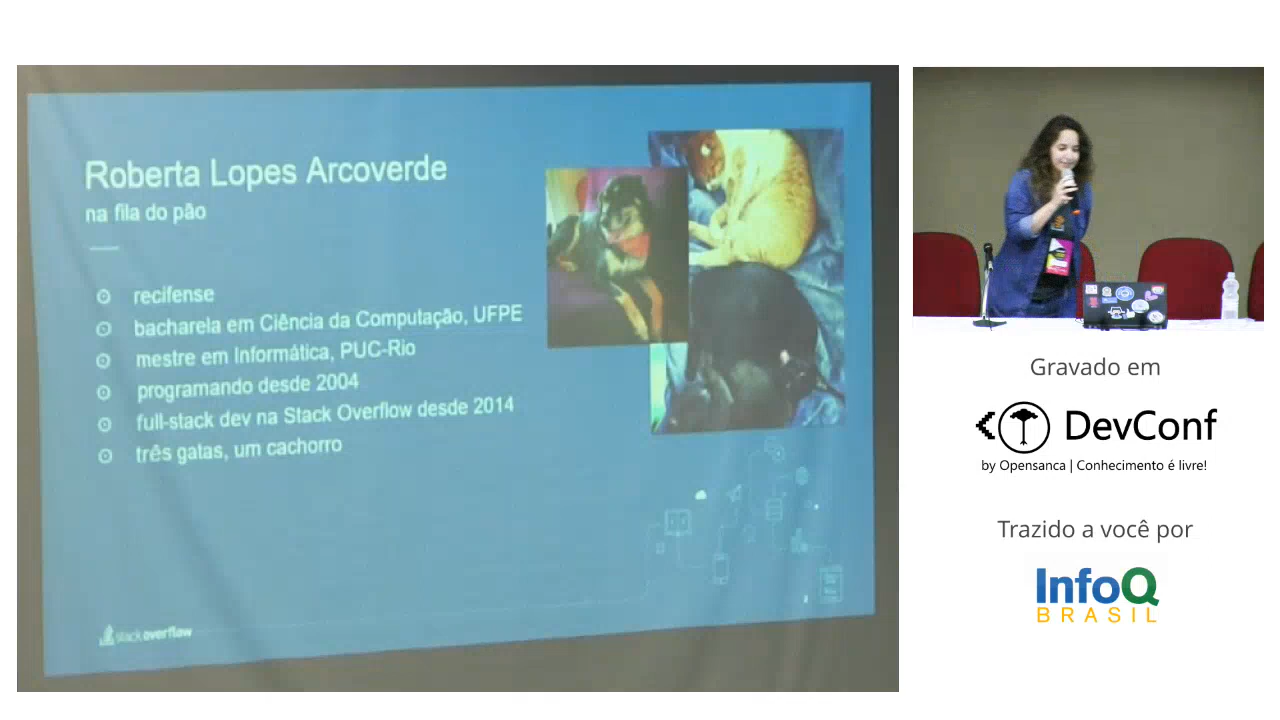 Roberta Lopes Arcoverde
na fila do pão
recifense
bacharela em Ciência da Computação, UFPE
mestre em Informática, PUC-Rio
programando desde 2004
full-stack dev na Stack Overflow desde 2014
três gatas, um cachorro
stackoverflow
Gravado em
DevConf
by Opensanca | Conhecimento é livre!
Trazido a você por
InfoQ
BRASIL